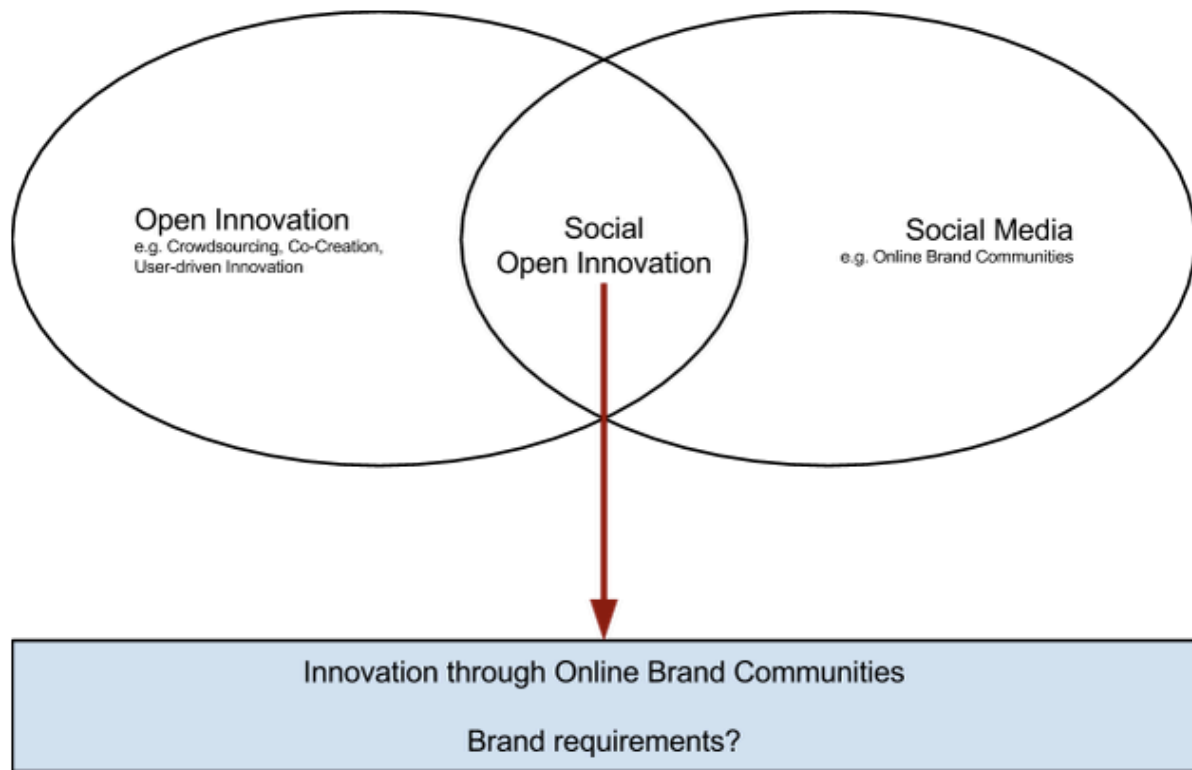 Open Innovation
e.g. Crowdsourcing, Co-Creation,
User-driven Innovation
Social
Open Innovation
Social Media
e.g. Online Brand Communities
Innovation through Online Brand Communities
Brand requirements?